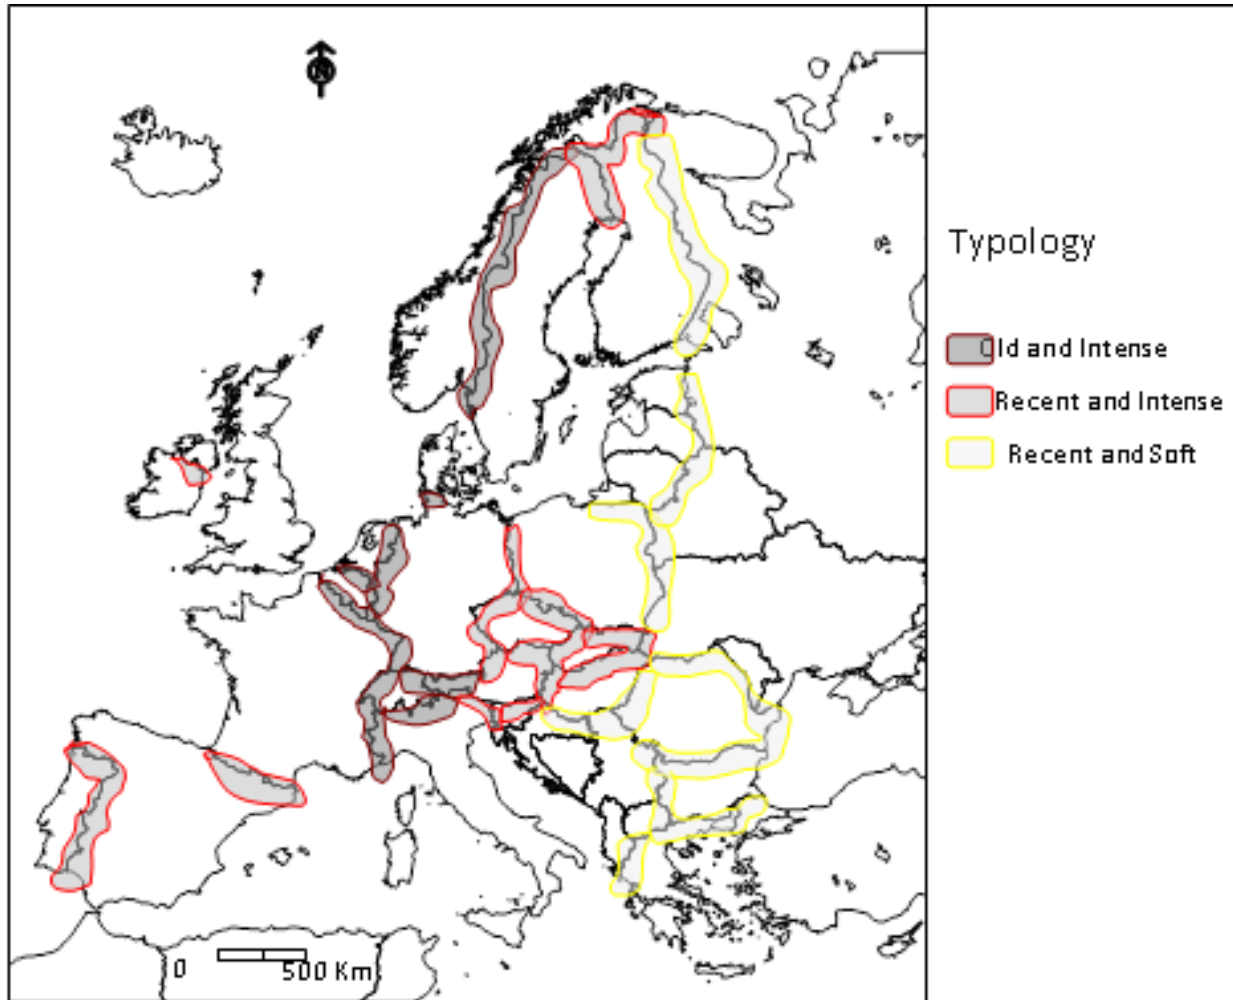 N
Typology
Old and Intense
Recent and Intense
Recent and Soft
0 500 Km